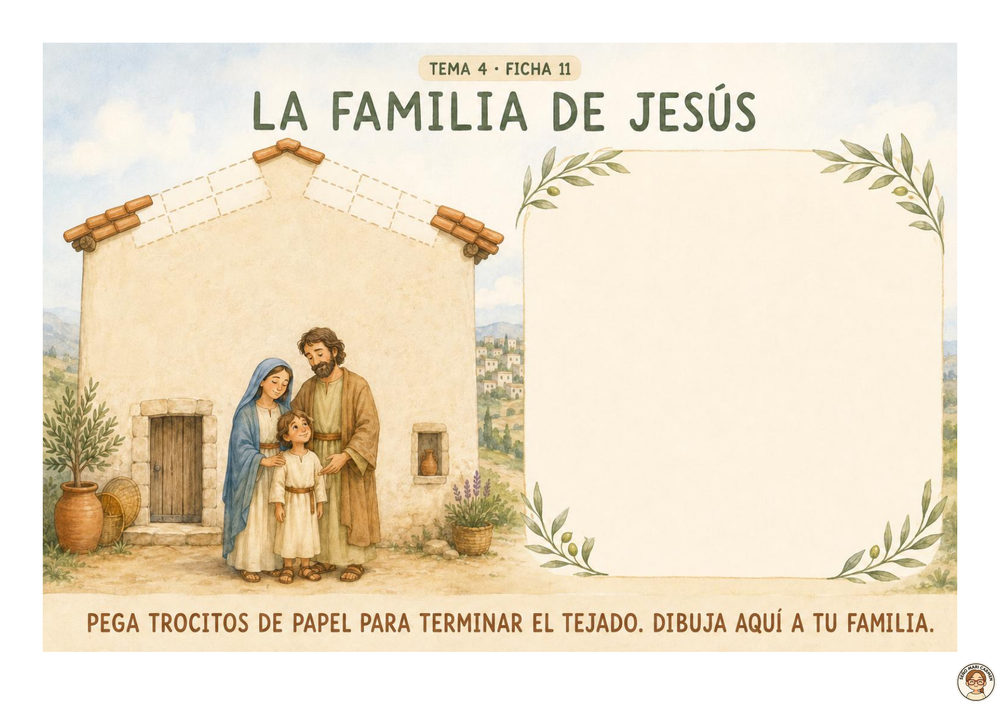 TEMA 4 · FICHA 11
LA FAMILIA DE JESÚS
PEGA TROCITOS DE PAPEL PARA TERMINAR EL TEJADO. DIBUJA AQUÍ A TU FAMILIA.
SEÑO MARI CARMEN